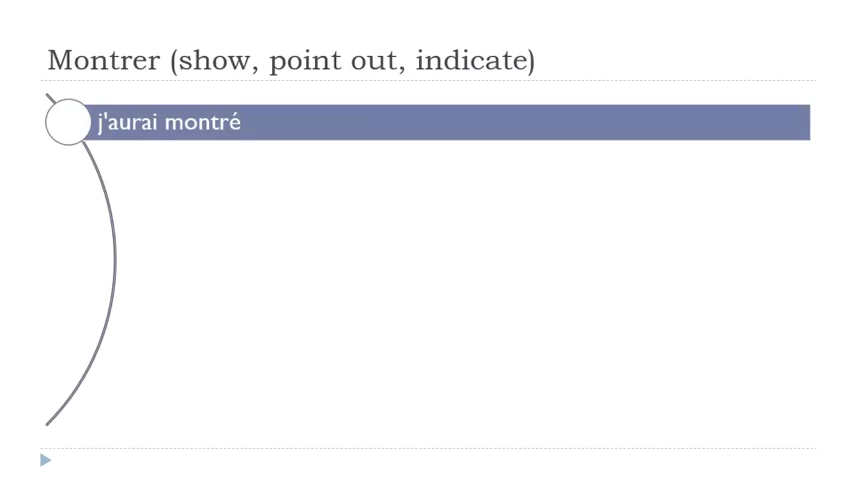 Montrer (show, point out, indicate)
j'aurai montré